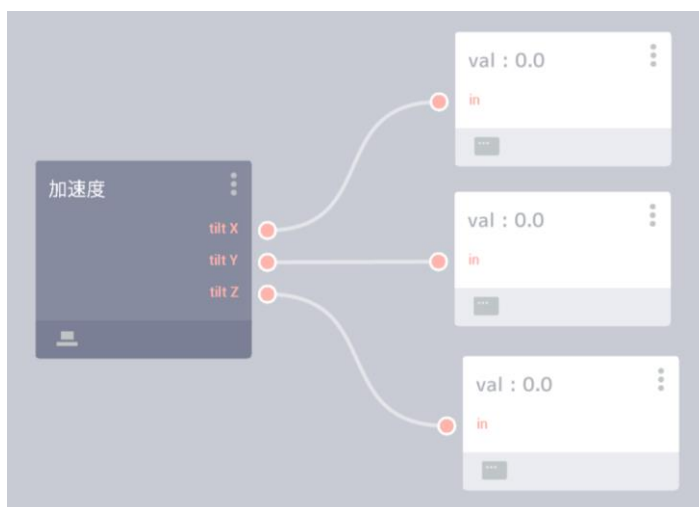 加速度
tilt X
tilt Y
tilt Z
val : 0.0
in
val : 0.0
in
val : 0.0
in